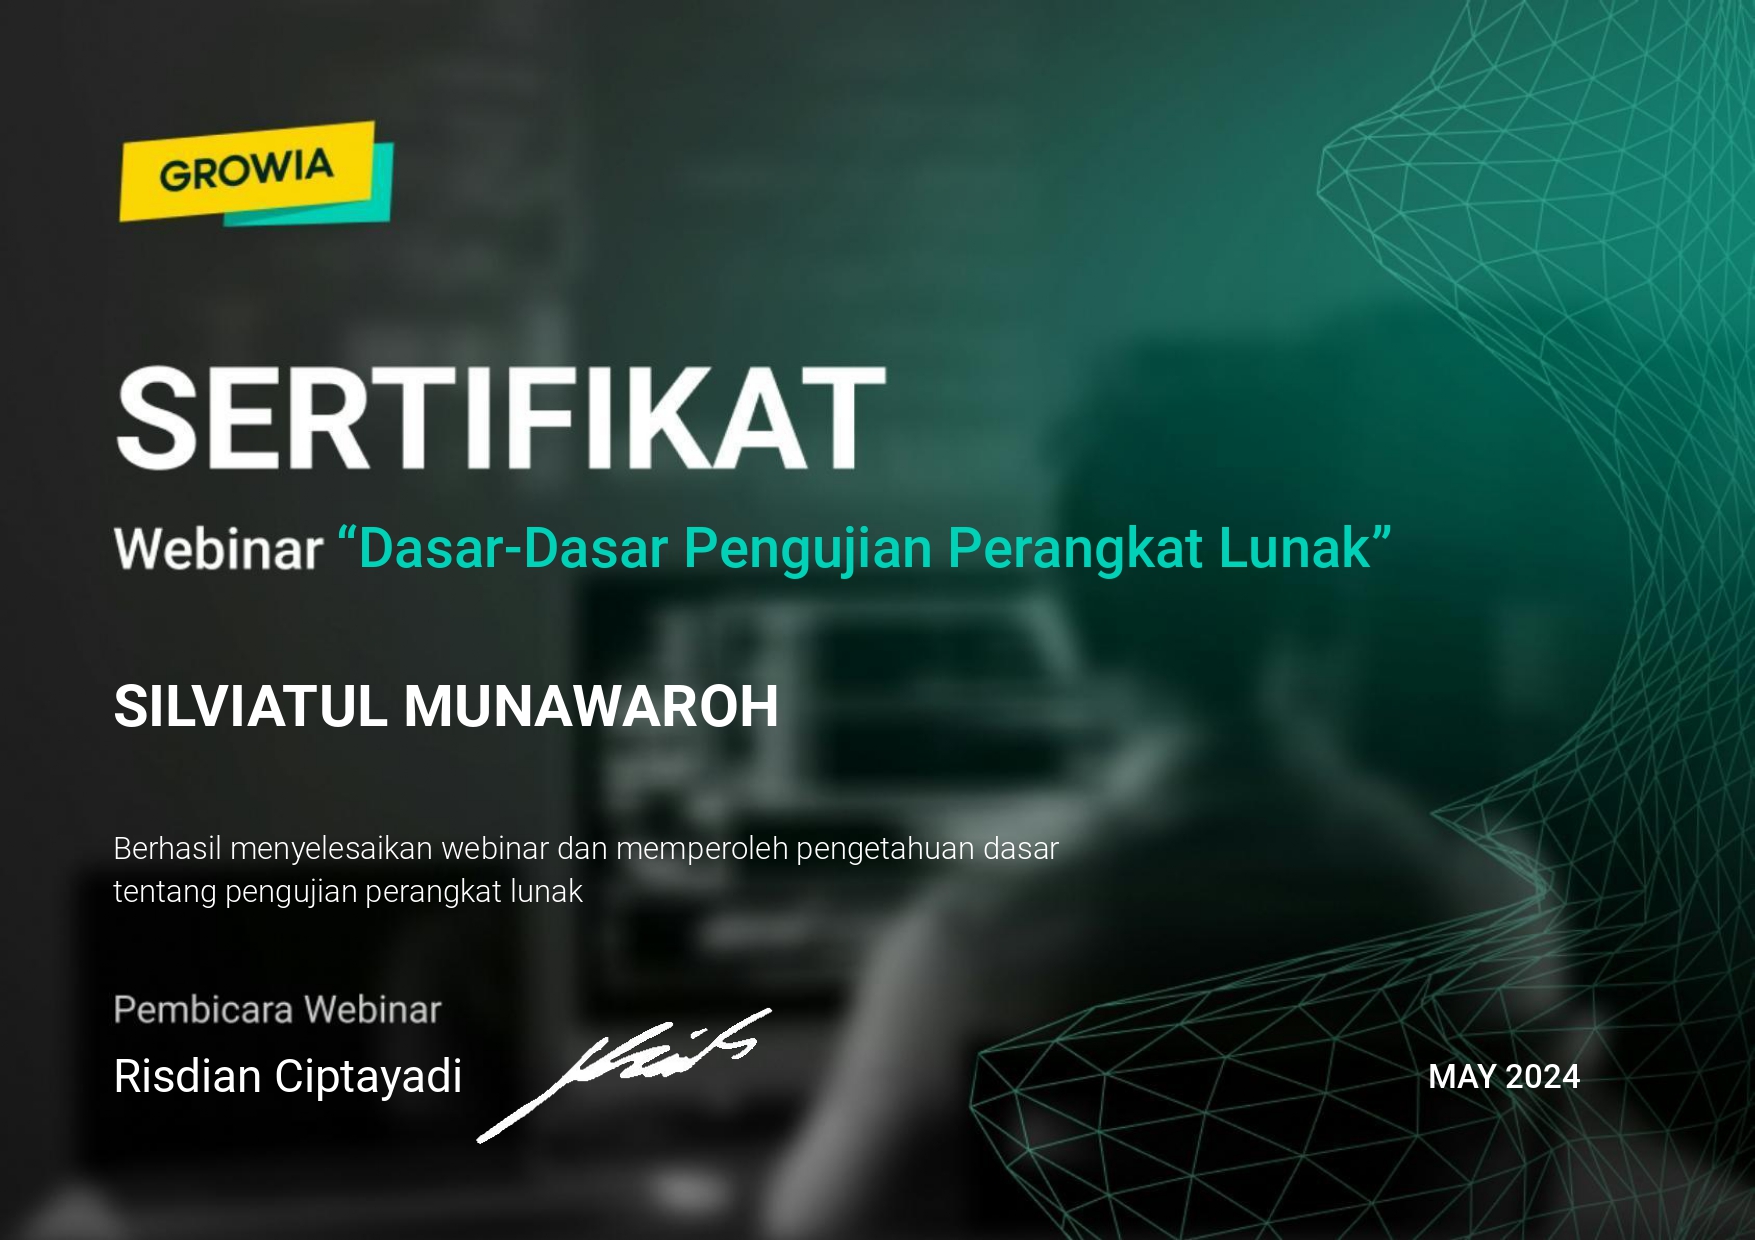 GROWIA
SERTIFIKAT
Webinar “Dasar-Dasar Pengujian Perangkat Lunak”
SILVIATUL MUNAWAROH
Berhasil menyelesaikan webinar dan memperoleh pengetahuan dasar
tentang pengujian perangkat lunak
Pembicara Webinar
Risdian Ciptayadi
MAY 2024